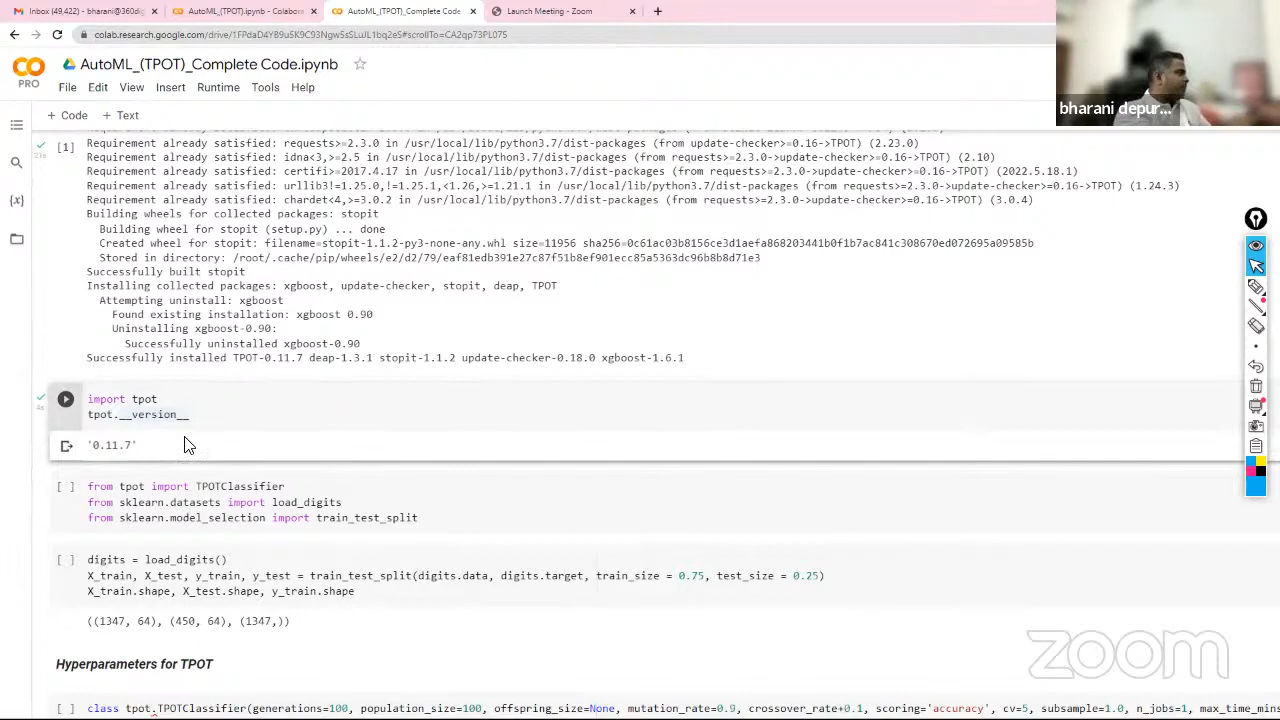 Inbox (49,422) - bharani@360dig
AutoML_(TPOT).ipynb - Colabora
AutoML_(TPOT)_Complete Code.i
Launch Meeting - Zoom
colab.research.google.com/drive/1FPdaD4YB9u5K9C93Ngw5sSLuJL1bq2eS#scrollTo=CA2qp73PL075
AutoML_(TPOT)_Complete Code.ipynb
PRO
File Edit View Insert Runtime Tools Help
+ Code + Text
bharani depur...
[1]
21s
Requirement already satisfied: requests>=2.3.0 in /usr/local/lib/python3.7/dist-packages (from update-checker>=0.16->TPOT) (2.23.0)
Requirement already satisfied: idna<3,>=2.5 in /usr/local/lib/python3.7/dist-packages (from requests>=2.3.0->update-checker>=0.16->TPOT) (2.10)
Requirement already satisfied: certifi>=2017.4.17 in /usr/local/lib/python3.7/dist-packages (from requests>=2.3.0->update-checker>=0.16->TPOT) (2022.5.18.1)
Requirement already satisfied: urllib3!=1.25.0,!=1.25.1,<1.26,>=1.21.1 in /usr/local/lib/python3.7/dist-packages (from requests>=2.3.0->update-checker>=0.16->TPOT) (1.24.3)
Requirement already satisfied: chardet<4,>=3.0.2 in /usr/local/lib/python3.7/dist-packages (from requests>=2.3.0->update-checker>=0.16->TPOT) (3.0.4)
Building wheels for collected packages: stopit
Building wheel for stopit (setup.py) ... done
Created wheel for stopit: filename=stopit-1.1.2-py3-none-any.whl size=11956 sha256=0c61ac03b8156ce3d1aefa868203441b0f1b7ac841c308670ed072695a09585b
Stored in directory: /root/.cache/pip/wheels/e2/d2/79/eaf81edb391e27c87f51b8ef901ecc85a5363dc96b8b8d71e3
Successfully built stopit
Installing collected packages: xgboost, update-checker, stopit, deap, TPOT
Attempting uninstall: xgboost
Found existing installation: xgboost 0.90
Uninstalling xgboost-0.90:
Successfully uninstalled xgboost-0.90
Successfully installed TPOT-0.11.7 deap-1.3.1 stopit-1.1.2 update-checker-0.18.0 xgboost-1.6.1
4s
import tpot
tpot.__version__
'0.11.7'
[ ] from tpot import TPOTClassifier
from sklearn.datasets import load_digits
from sklearn.model_selection import train_test_split
[ ] digits = load_digits()
X_train, X_test, y_train, y_test = train_test_split(digits.data, digits.target, train_size = 0.75, test_size = 0.25)
X_train.shape, X_test.shape, y_train.shape
((1347, 64), (450, 64), (1347,))
zoom
Hyperparameters for TPOT
[ ] class tpot.TPOTClassifier(generations=100, population_size=100, offspring_size=None, mutation_rate=0.9, crossover_rate+0.1, scoring='accuracy', cv=5, subsample=1.0, n_jobs=1, max_time_mins